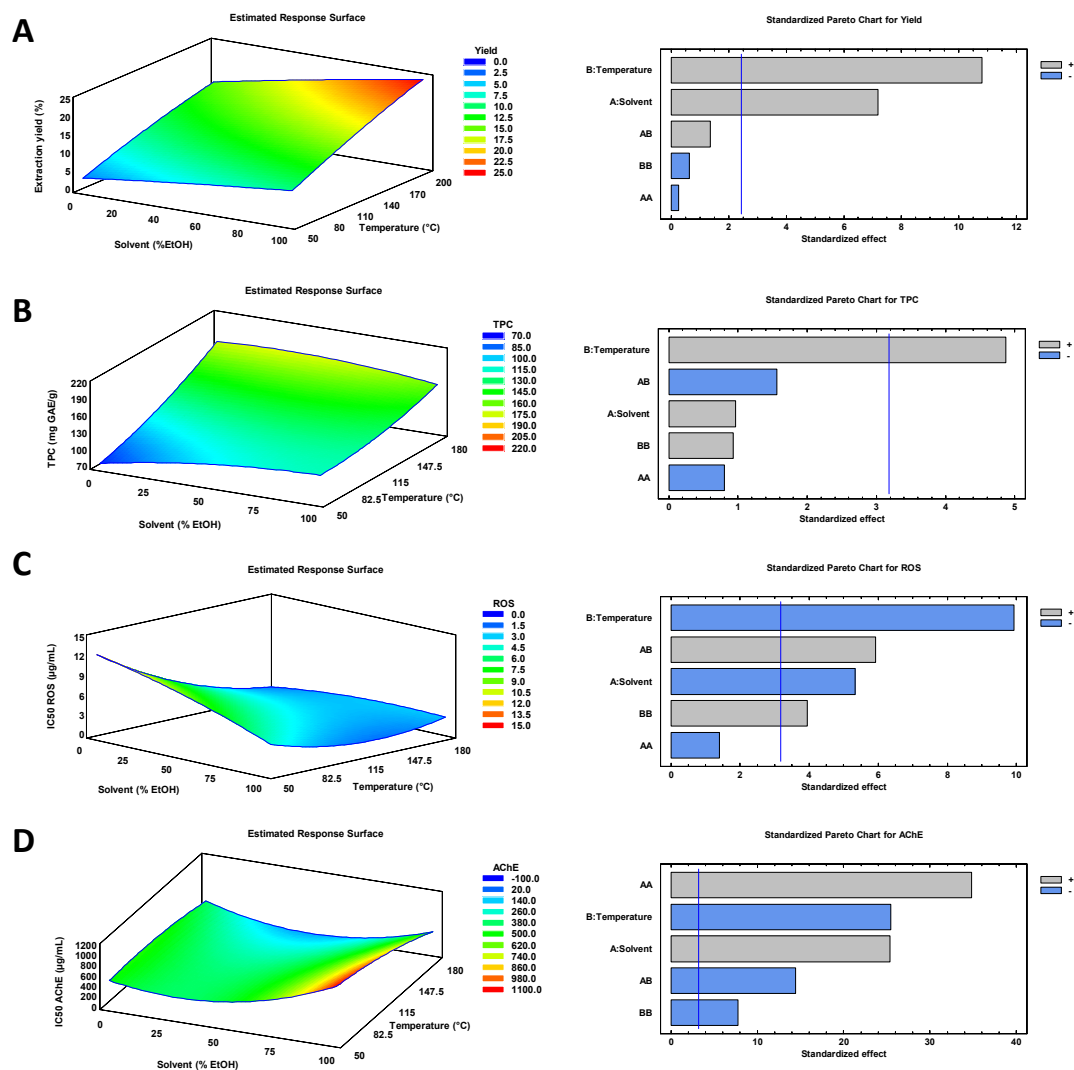 A
Estimated Response Surface
Extraction yield (%)
25
20
15
10
5
0
0
20
40
60
80
100
Solvent (%EtOH)
50
80
110
140
170
200
Temperature (°C)
Yield
0.0
2.5
5.0
7.5
10.0
12.5
15.0
17.5
20.0
22.5
25.0
Standardized Pareto Chart for Yield
B:Temperature
A:Solvent
AB
BB
AA
0
2
4
6
8
10
12
Standardized effect
+
-
B
Estimated Response Surface
TPC (mg GAE/g)
220
190
160
130
100
70
0
25
50
75
100
Solvent (% EtOH)
50
82.5
115
147.5
180
Temperature (°C)
TPC
70.0
85.0
100.0
115.0
130.0
145.0
160.0
175.0
190.0
205.0
220.0
Standardized Pareto Chart for TPC
B:Temperature
AB
A:Solvent
BB
AA
0
1
2
3
4
5
Standardized effect
+
-
C
Estimated Response Surface
IC50 ROS (µg/mL)
15
12
9
6
3
0
0
25
50
75
100
Solvent (% EtOH)
50
82.5
115
147.5
180
Temperature (°C)
ROS
0.0
1.5
3.0
4.5
6.0
7.5
9.0
10.5
12.0
13.5
15.0
Standardized Pareto Chart for ROS
B:Temperature
AB
A:Solvent
BB
AA
0
2
4
6
8
10
Standardized effect
+
-
D
Estimated Response Surface
IC50 AChE (µg/mL)
1200
1000
800
600
400
200
0
0
25
50
75
100
Solvent (% EtOH)
50
82.5
115
147.5
180
Temperature (°C)
AChE
-100.0
20.0
140.0
260.0
380.0
500.0
620.0
740.0
860.0
980.0
1100.0
Standardized Pareto Chart for AChE
AA
B:Temperature
A:Solvent
AB
BB
0
10
20
30
40
Standardized effect
+
-